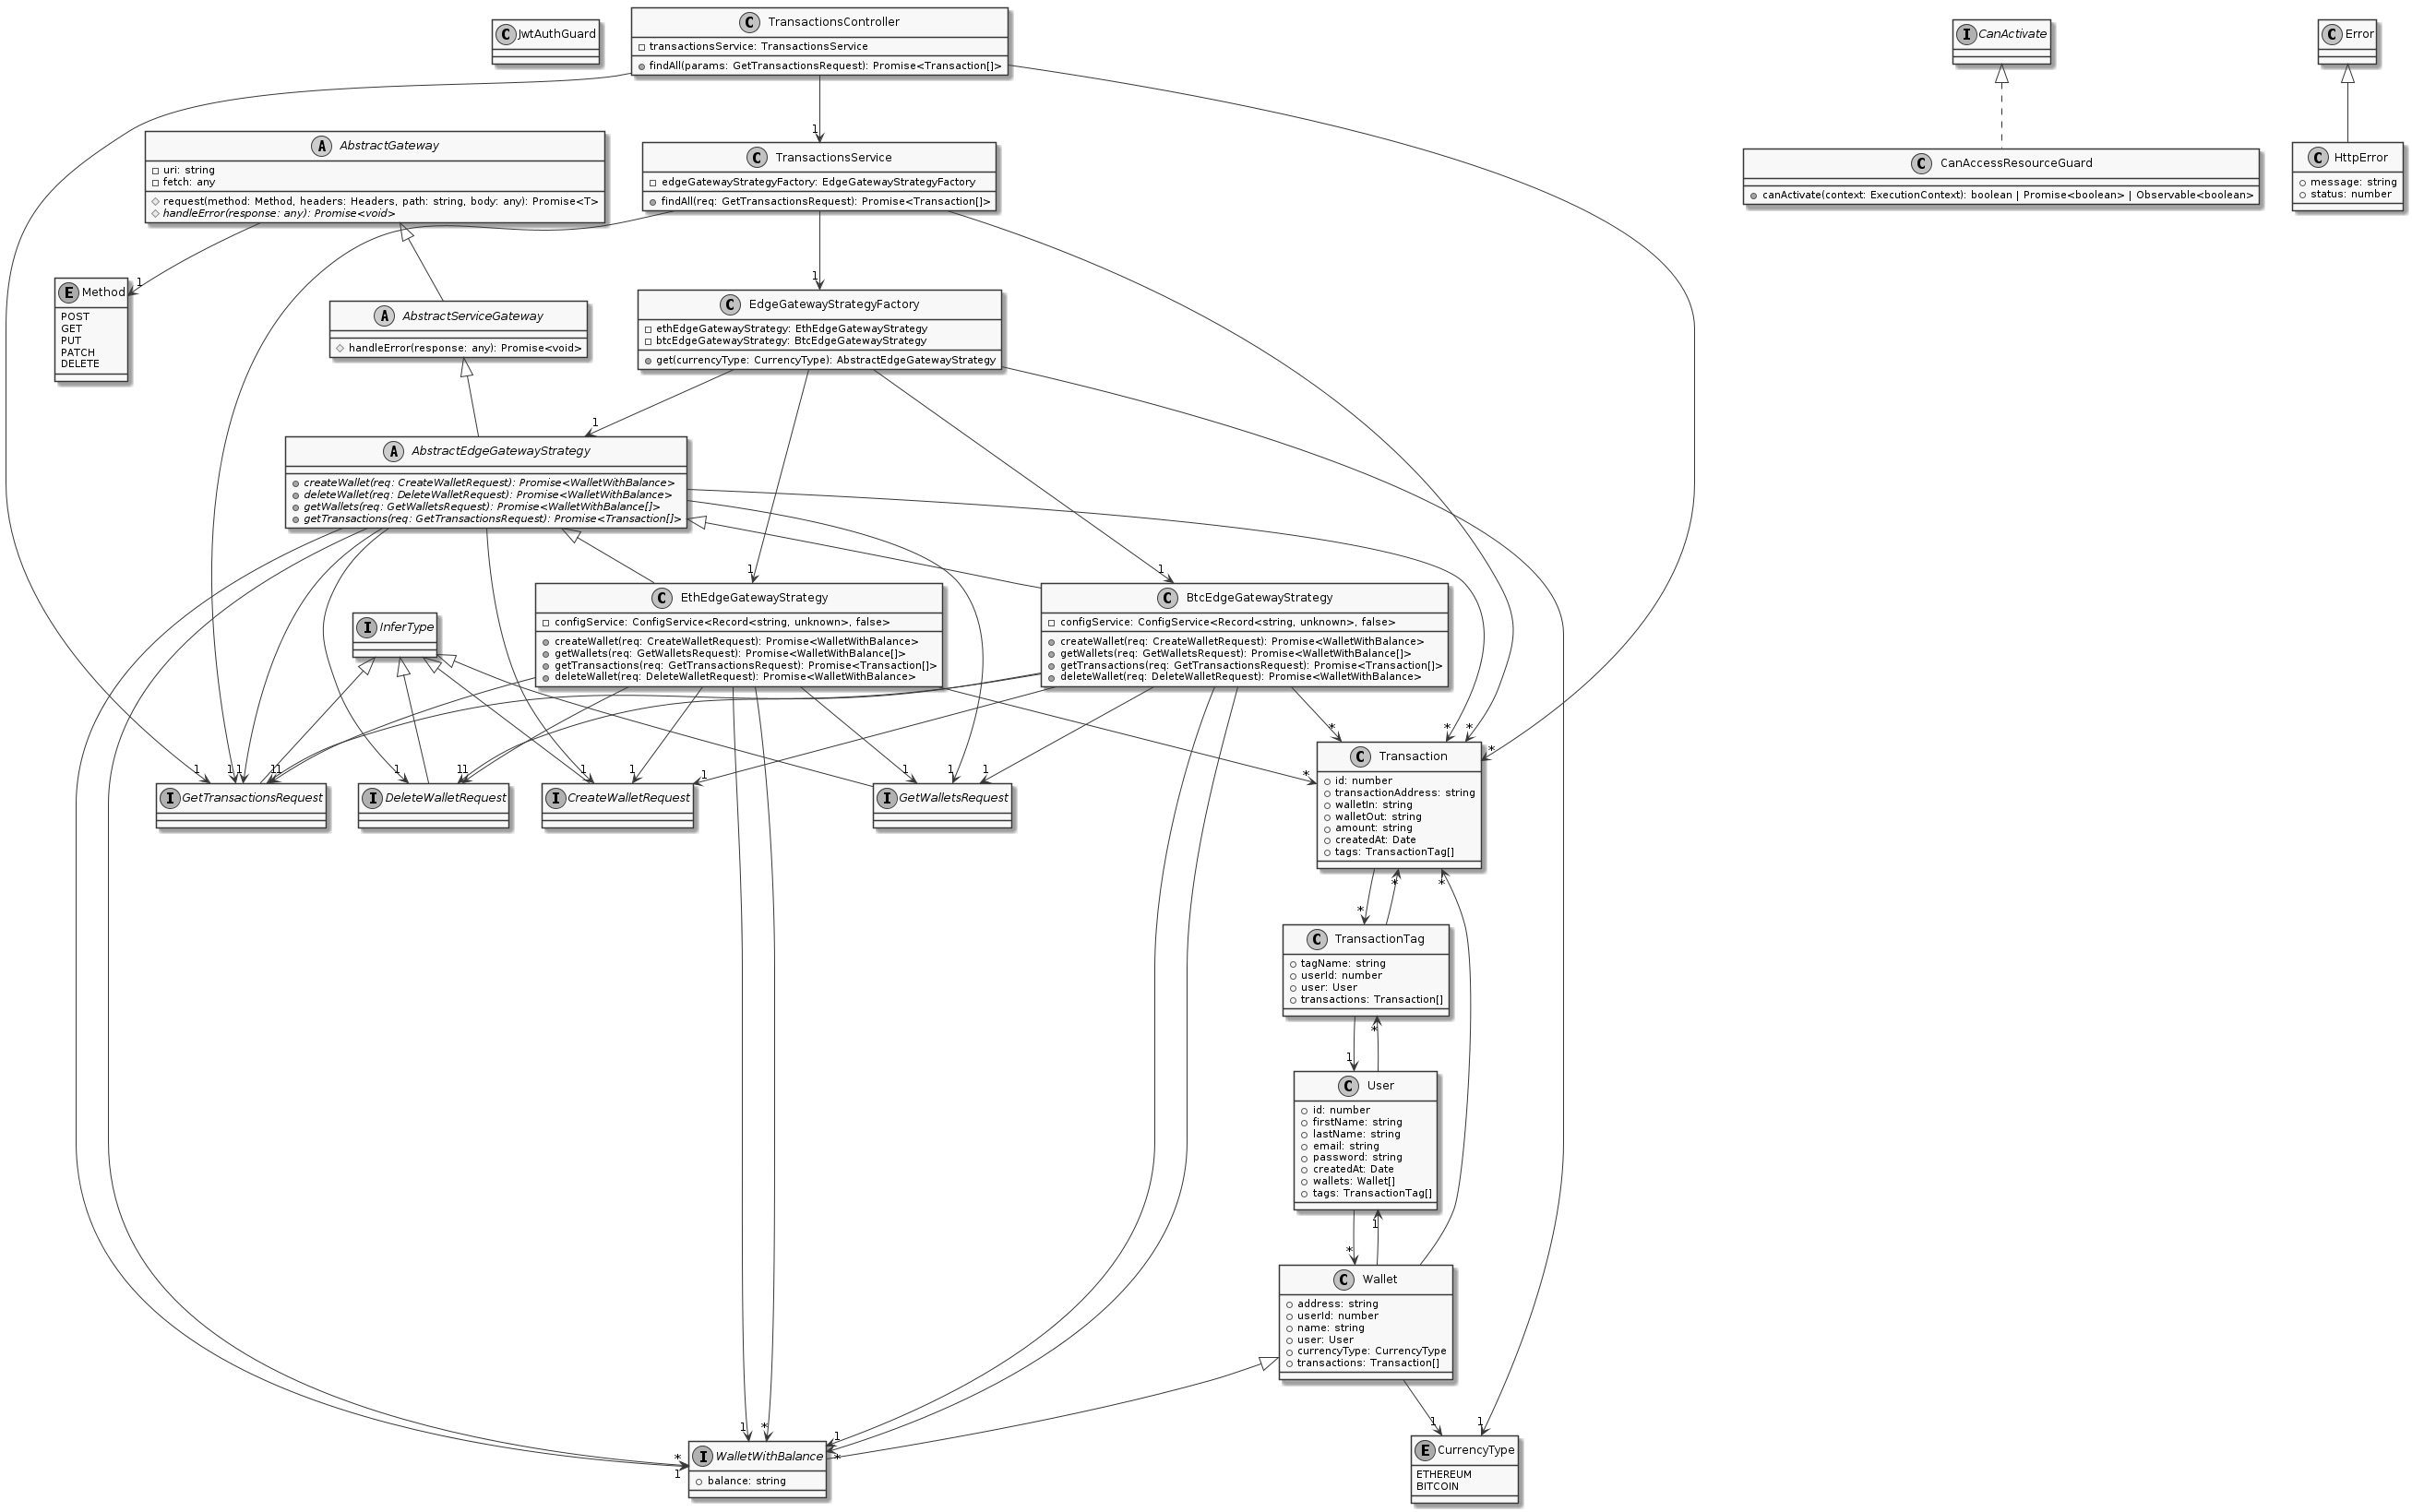 C JwtAuthGuard
C TransactionsController
transactionsService: TransactionsService
findAll(params: GetTransactionsRequest): Promise<Transaction[]>
I CanActivate
C Error
A AbstractGateway
uri: string
fetch: any
request(method: Method, headers: Headers, path: string, body: any): Promise<T>
handleError(response: any): Promise<void>
1
C TransactionsService
edgeGatewayStrategyFactory: EdgeGatewayStrategyFactory
findAll(req: GetTransactionsRequest): Promise<Transaction[]>
C CanAccessResourceGuard
canActivate(context: ExecutionContext): boolean | Promise<boolean> | Observable<boolean>
C HttpError
message: string
status: number
1
1
E Method
POST
GET
PUT
PATCH
DELETE
A AbstractServiceGateway
handleError(response: any): Promise<void>
C EdgeGatewayStrategyFactory
ethEdgeGatewayStrategy: EthEdgeGatewayStrategy
btcEdgeGatewayStrategy: BtcEdgeGatewayStrategy
get(currencyType: CurrencyType): AbstractEdgeGatewayStrategy
1
A AbstractEdgeGatewayStrategy
createWallet(req: CreateWalletRequest): Promise<WalletWithBalance>
deleteWallet(req: DeleteWalletRequest): Promise<WalletWithBalance>
getWallets(req: GetWalletsRequest): Promise<WalletWithBalance[]>
getTransactions(req: GetTransactionsRequest): Promise<Transaction[]>
1 1
I InferType
C EthEdgeGatewayStrategy
configService: ConfigService<Record<string, unknown>, false>
createWallet(req: CreateWalletRequest): Promise<WalletWithBalance>
getWallets(req: GetWalletsRequest): Promise<WalletWithBalance[]>
getTransactions(req: GetTransactionsRequest): Promise<Transaction[]>
deleteWallet(req: DeleteWalletRequest): Promise<WalletWithBalance>
C BtcEdgeGatewayStrategy
configService: ConfigService<Record<string, unknown>, false>
createWallet(req: CreateWalletRequest): Promise<WalletWithBalance>
getWallets(req: GetWalletsRequest): Promise<WalletWithBalance[]>
getTransactions(req: GetTransactionsRequest): Promise<Transaction[]>
deleteWallet(req: DeleteWalletRequest): Promise<WalletWithBalance>
* * * *
1 1 1 1 1 1 1 1 1 1 1 1 1 1 *
I GetTransactionsRequest
I DeleteWalletRequest
I CreateWalletRequest
I GetWalletsRequest
C Transaction
id: number
transactionAddress: string
walletIn: string
walletOut: string
amount: string
createdAt: Date
tags: TransactionTag[]
* * *
C TransactionTag
tagName: string
userId: number
user: User
transactions: Transaction[]
1 *
C User
id: number
firstName: string
lastName: string
email: string
password: string
createdAt: Date
wallets: Wallet[]
tags: TransactionTag[]
* 1
C Wallet
address: string
userId: number
name: string
user: User
currencyType: CurrencyType
transactions: Transaction[]
1 * 1 1 1
* *
1
I WalletWithBalance
balance: string
E CurrencyType
ETHEREUM
BITCOIN